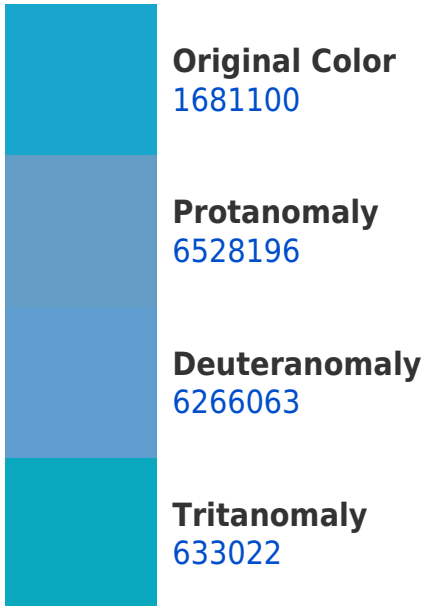 Original Color
1681100
Protanomaly
6528196
Deuteranomaly
6266063
Tritanomaly
633022